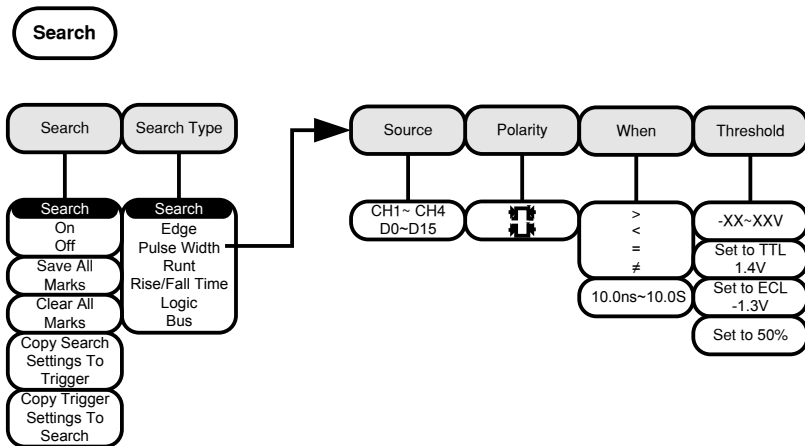 Search
Search
Search Type
Source
Polarity
When
Threshold
Search
On
Off
Save All
Marks
Clear All
Marks
Copy Search
Settings To
Trigger
Copy Trigger
Settings To
Search
Search
Edge
Pulse Width
Runt
Rise/Fall Time
Logic
Bus
CH1~ CH4
D0~D15
>
<
=
≠
10.0ns~10.0S
-XX~XXV
Set to TTL
1.4V
Set to ECL
-1.3V
Set to 50%